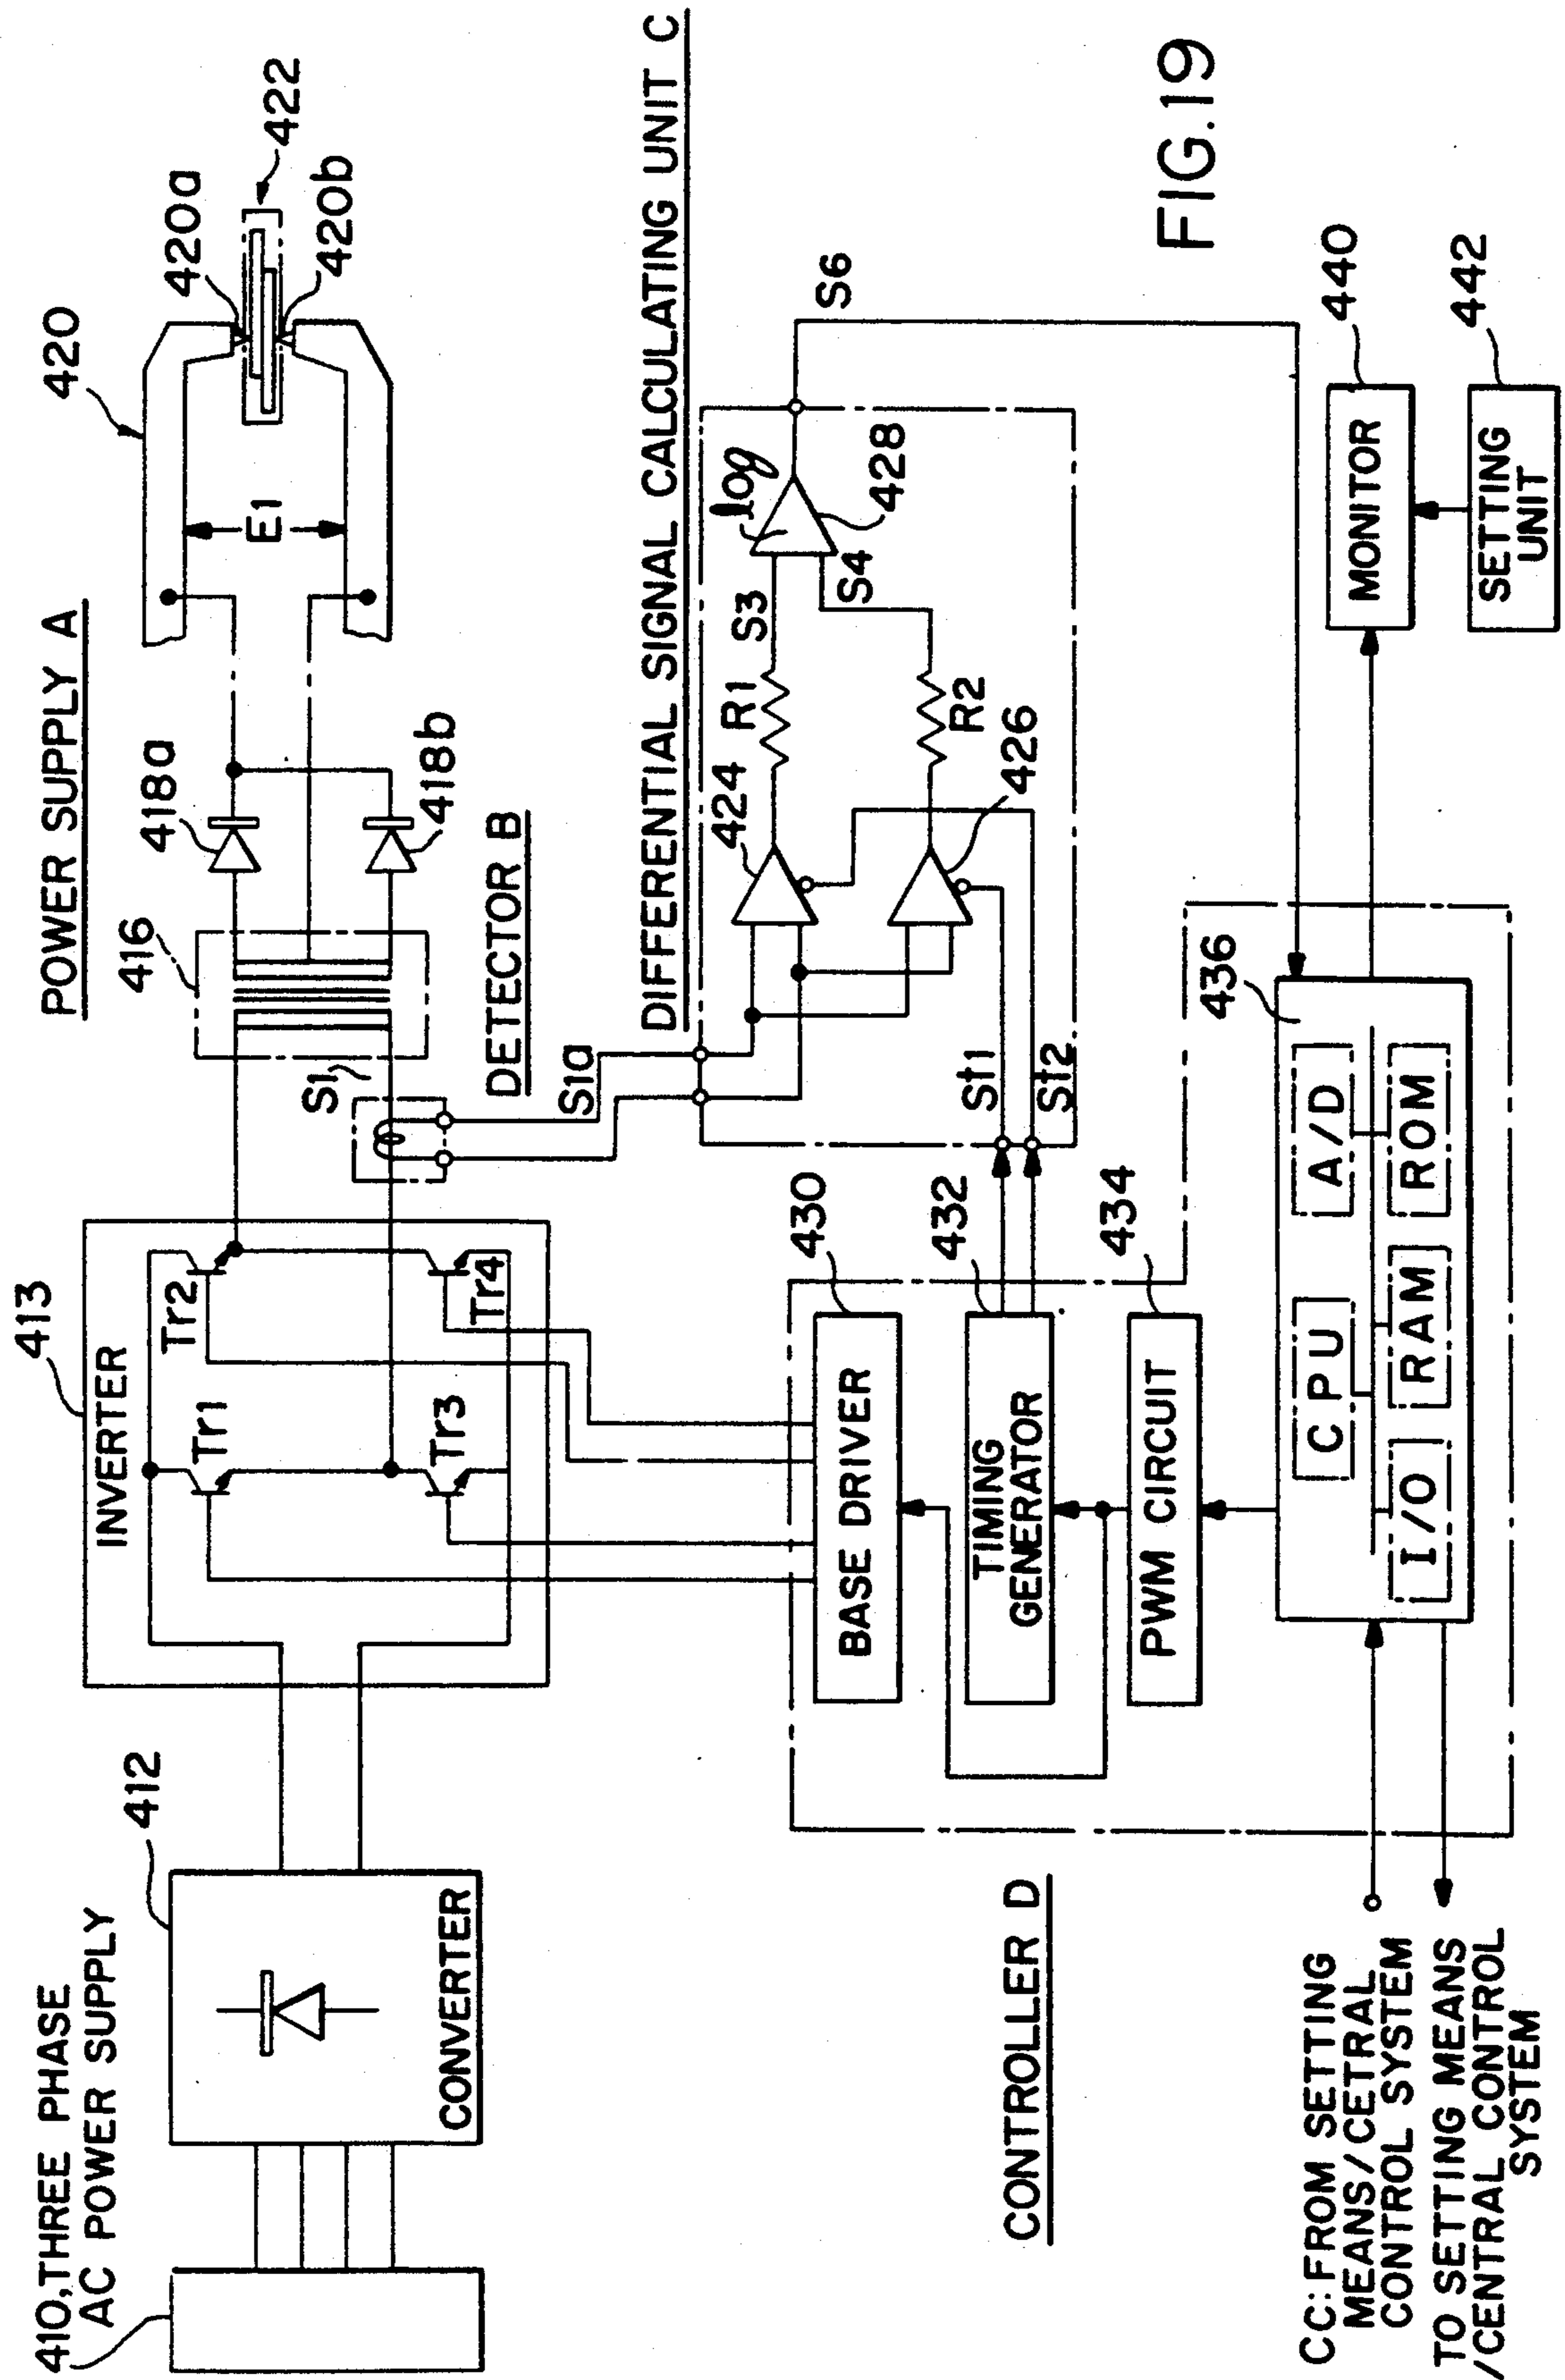 410,THREE PHASE
AC POWER SUPPLY
412
CONVERTER
413
INVERTER
Tr1
Tr2
Tr3
Tr4
POWER SUPPLY A
416
418a
418b
420
420a
420b
422
E1
S1
DETECTOR B
S1a
DIFFERENTIAL SIGNAL CALCULATING UNIT C
424
426
R1
R2
S3
S4
log
428
S6
St1
St2
430
BASE DRIVER
432
TIMING
GENERATOR
434
PWM CIRCUIT
436
CPU
A/D
I/O
RAM
ROM
CONTROLLER D
440
MONITOR
442
SETTING
UNIT
CC:FROM SETTING
MEANS/CETRAL
CONTROL SYSTEM
TO SETTING MEANS
/CENTRAL CONTROL
SYSTEM
FIG.19